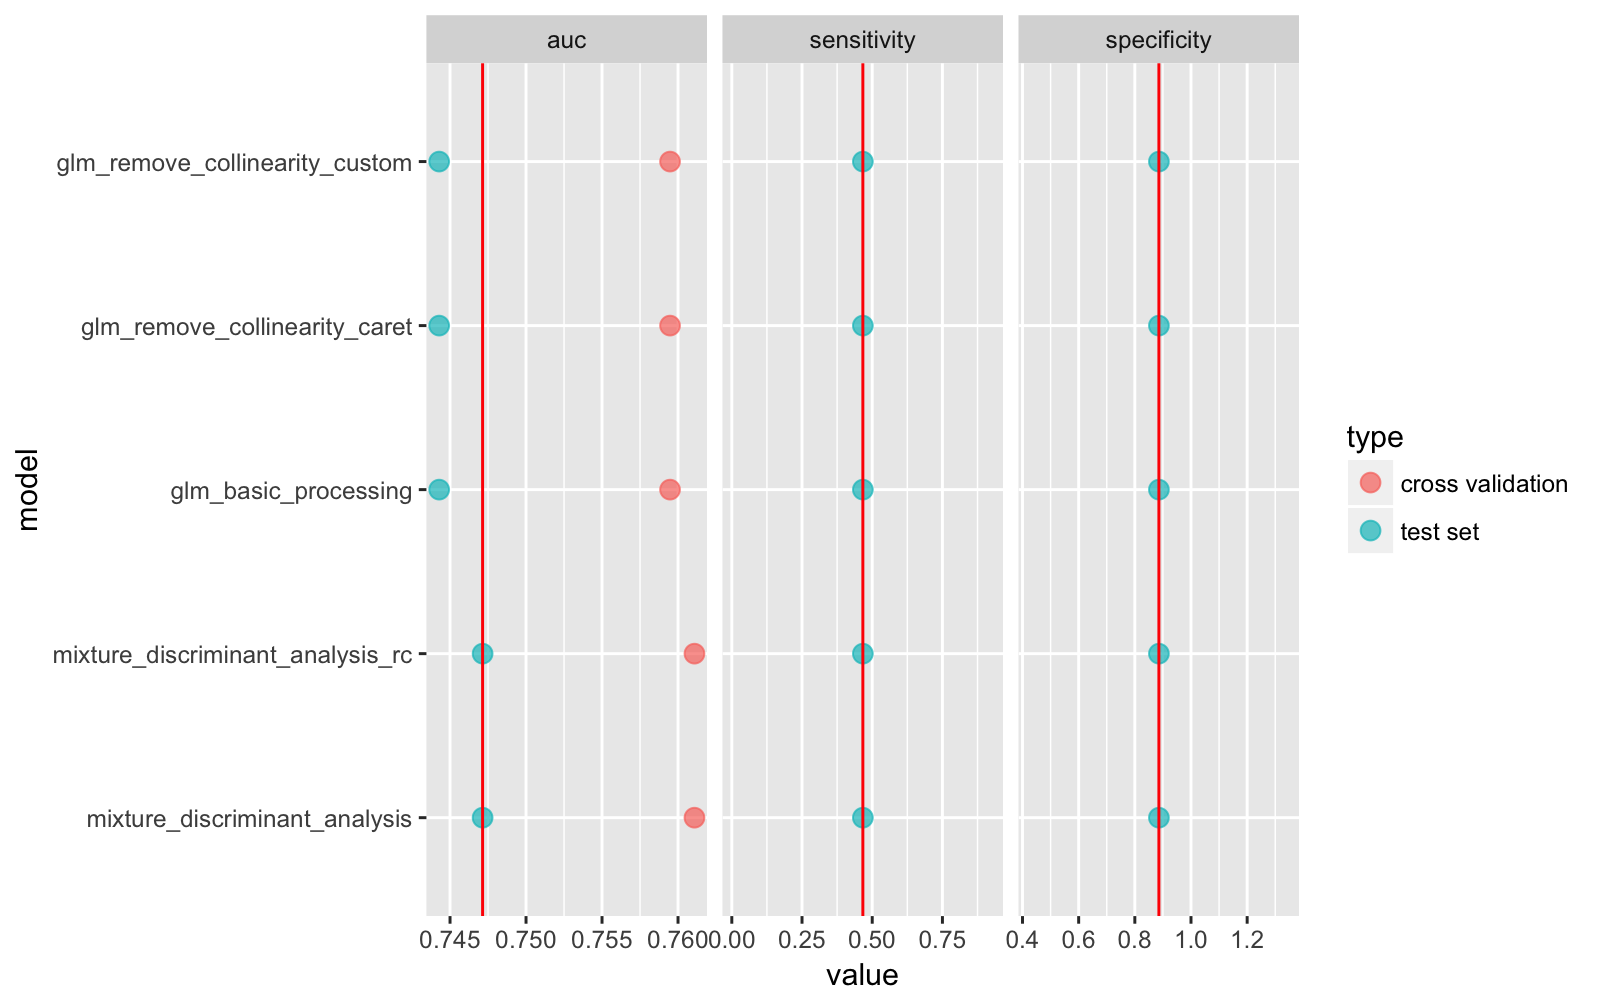 auc
sensitivity
specificity
glm_remove_collinearity_custom
glm_remove_collinearity_caret
glm_basic_processing
mixture_discriminant_analysis_rc
mixture_discriminant_analysis
model
0.745 0.750 0.755 0.760
0.00 0.25 0.50 0.75
0.4 0.6 0.8 1.0 1.2
value
type
cross validation
test set